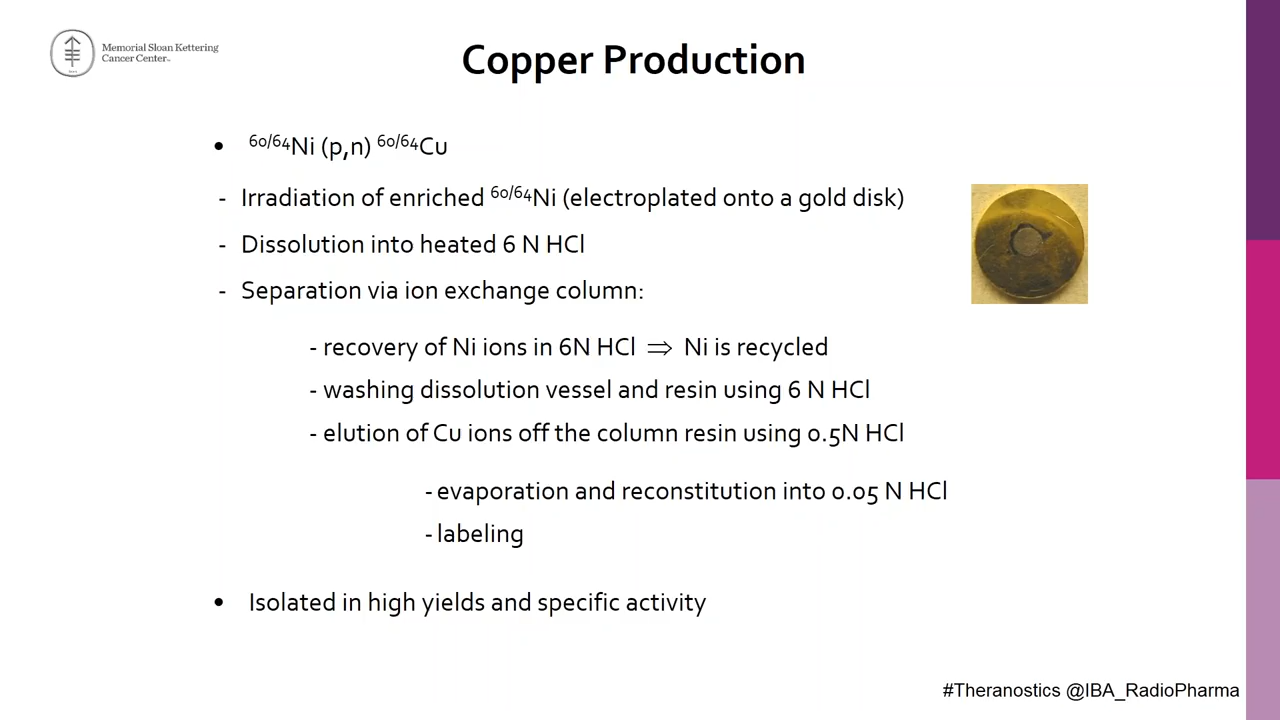 Memorial Sloan Kettering
Cancer Center™
Copper Production
• ⁶⁰/⁶⁴Ni (p,n) ⁶⁰/⁶⁴Cu
- Irradiation of enriched ⁶⁰/⁶⁴Ni (electroplated onto a gold disk)
- Dissolution into heated 6 N HCl
- Separation via ion exchange column:
- recovery of Ni ions in 6N HCl ⇒ Ni is recycled
- washing dissolution vessel and resin using 6 N HCl
- elution of Cu ions off the column resin using 0.5N HCl
- evaporation and reconstitution into 0.05 N HCl
- labeling
• Isolated in high yields and specific activity
#Theranostics @IBA_RadioPharma